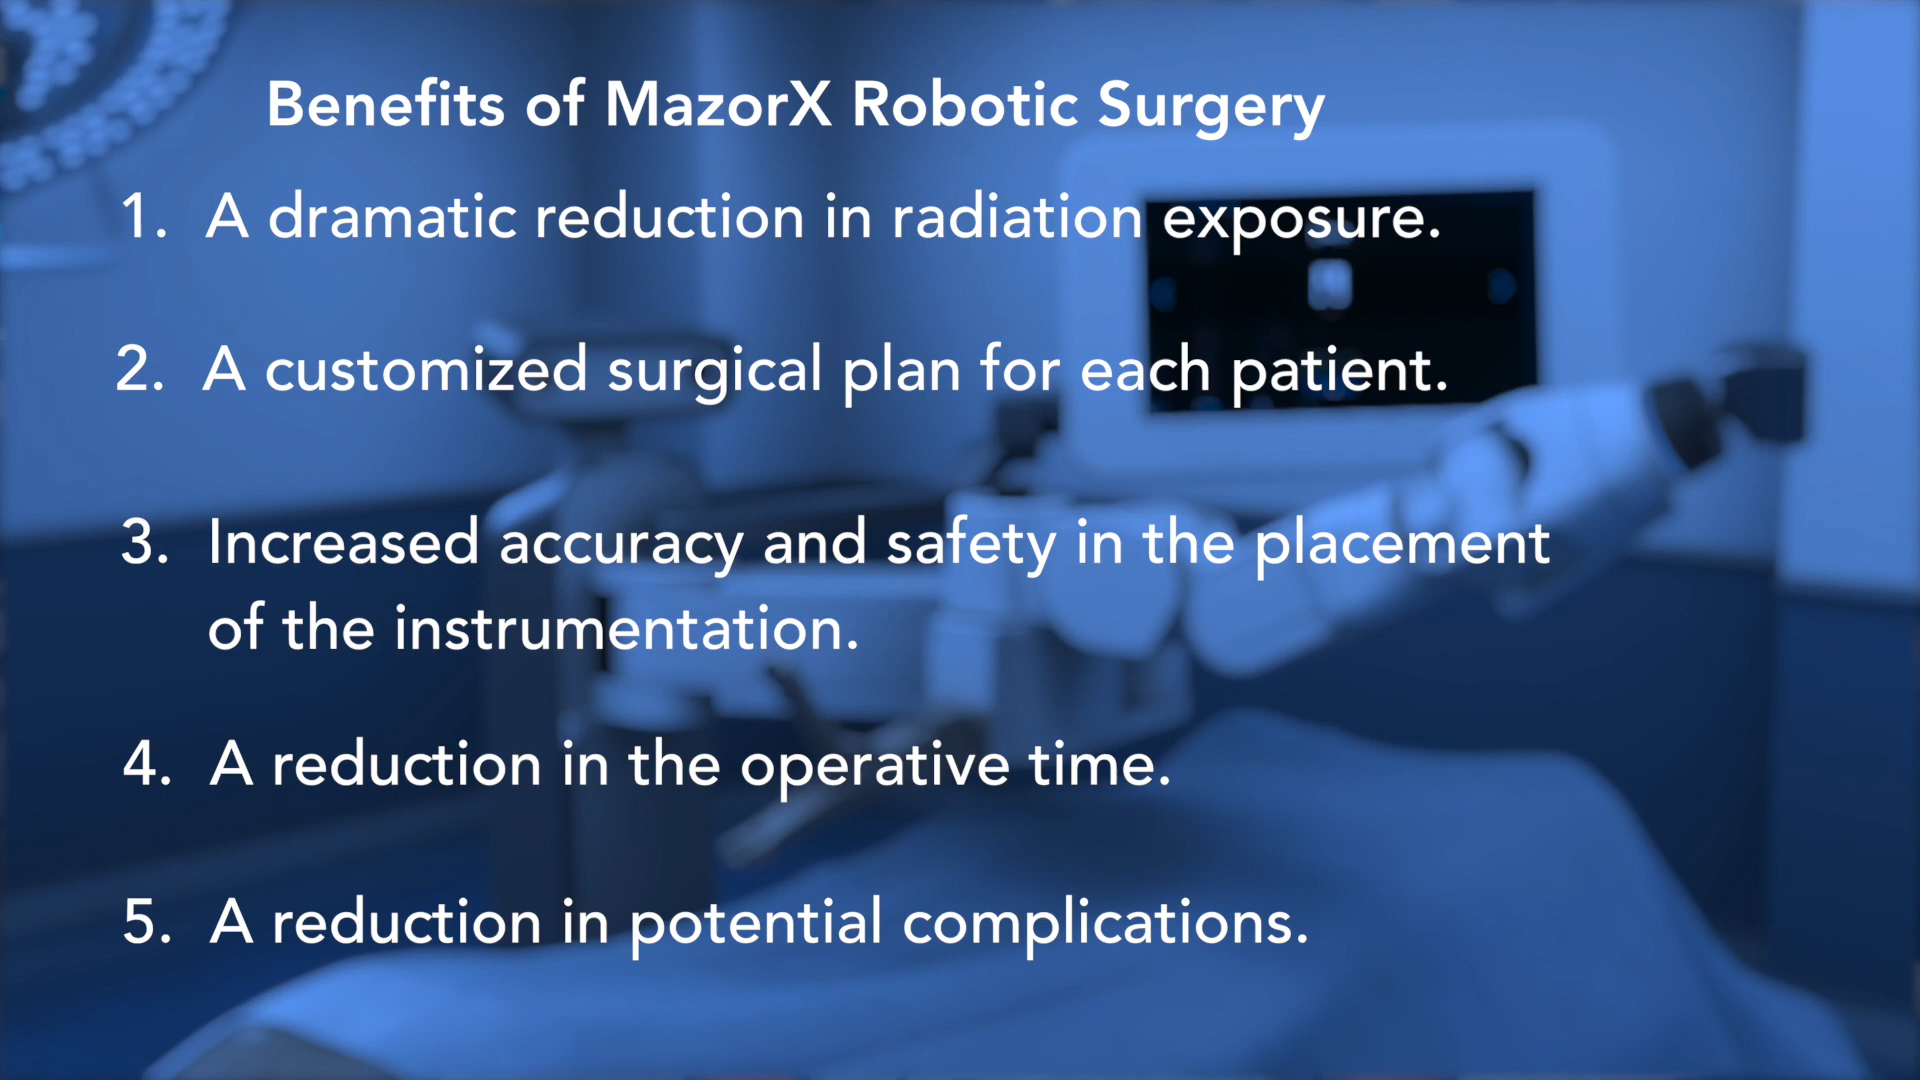 Benefits of MazorX Robotic Surgery
1. A dramatic reduction in radiation exposure.
2. A customized surgical plan for each patient.
3. Increased accuracy and safety in the placement
of the instrumentation.
4. A reduction in the operative time.
5. A reduction in potential complications.